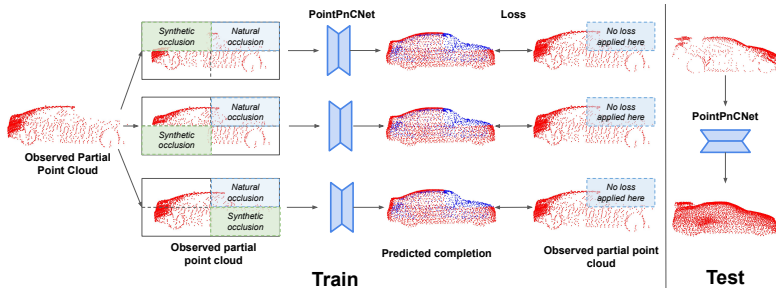 Synthetic
occlusion
Natural
occlusion
PointPnCNet
Loss
No loss
applied here
Observed Partial
Point Cloud
Natural
occlusion
Synthetic
occlusion
No loss
applied here
PointPnCNet
Natural
occlusion
Synthetic
occlusion
No loss
applied here
Observed partial
point cloud
Predicted completion
Observed partial point
cloud
Train
Test